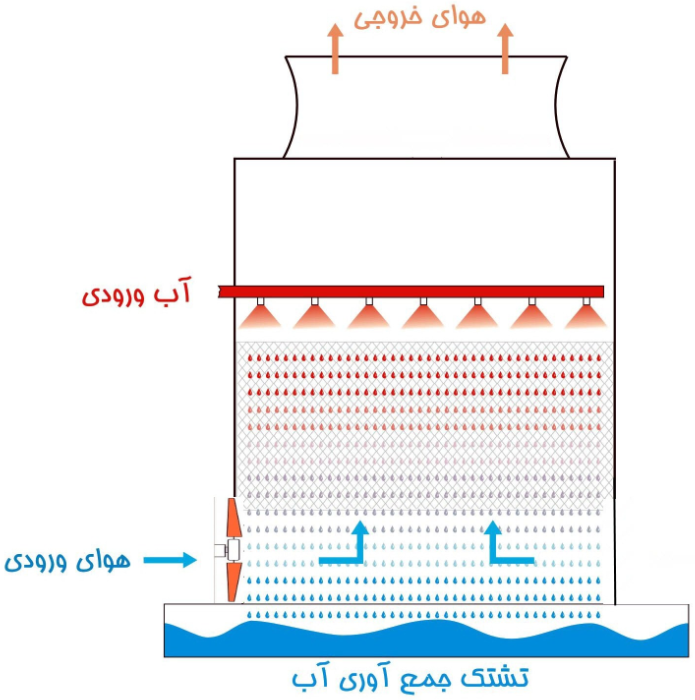 هوای خروجی
آب ورودی
هوای ورودی
تشتک جمع آوری آب